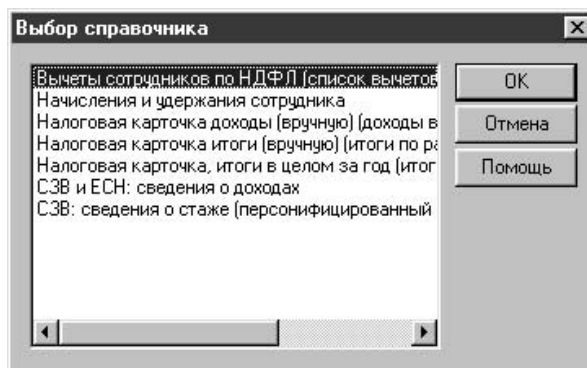 Выбор справочника
Вычеты сотрудников по НДФЛ (список вычетов
Начисления и удержания сотрудника
Налоговая карточка доходы (вручную) (доходы в
Налоговая карточка итоги (вручную) (итоги по ра
Налоговая карточка, итоги в целом за год (итог
СЗВ и ЕСН: сведения о доходах
СЗВ: сведения о стаже (персонифицированный
OK
Отмена
Помощь